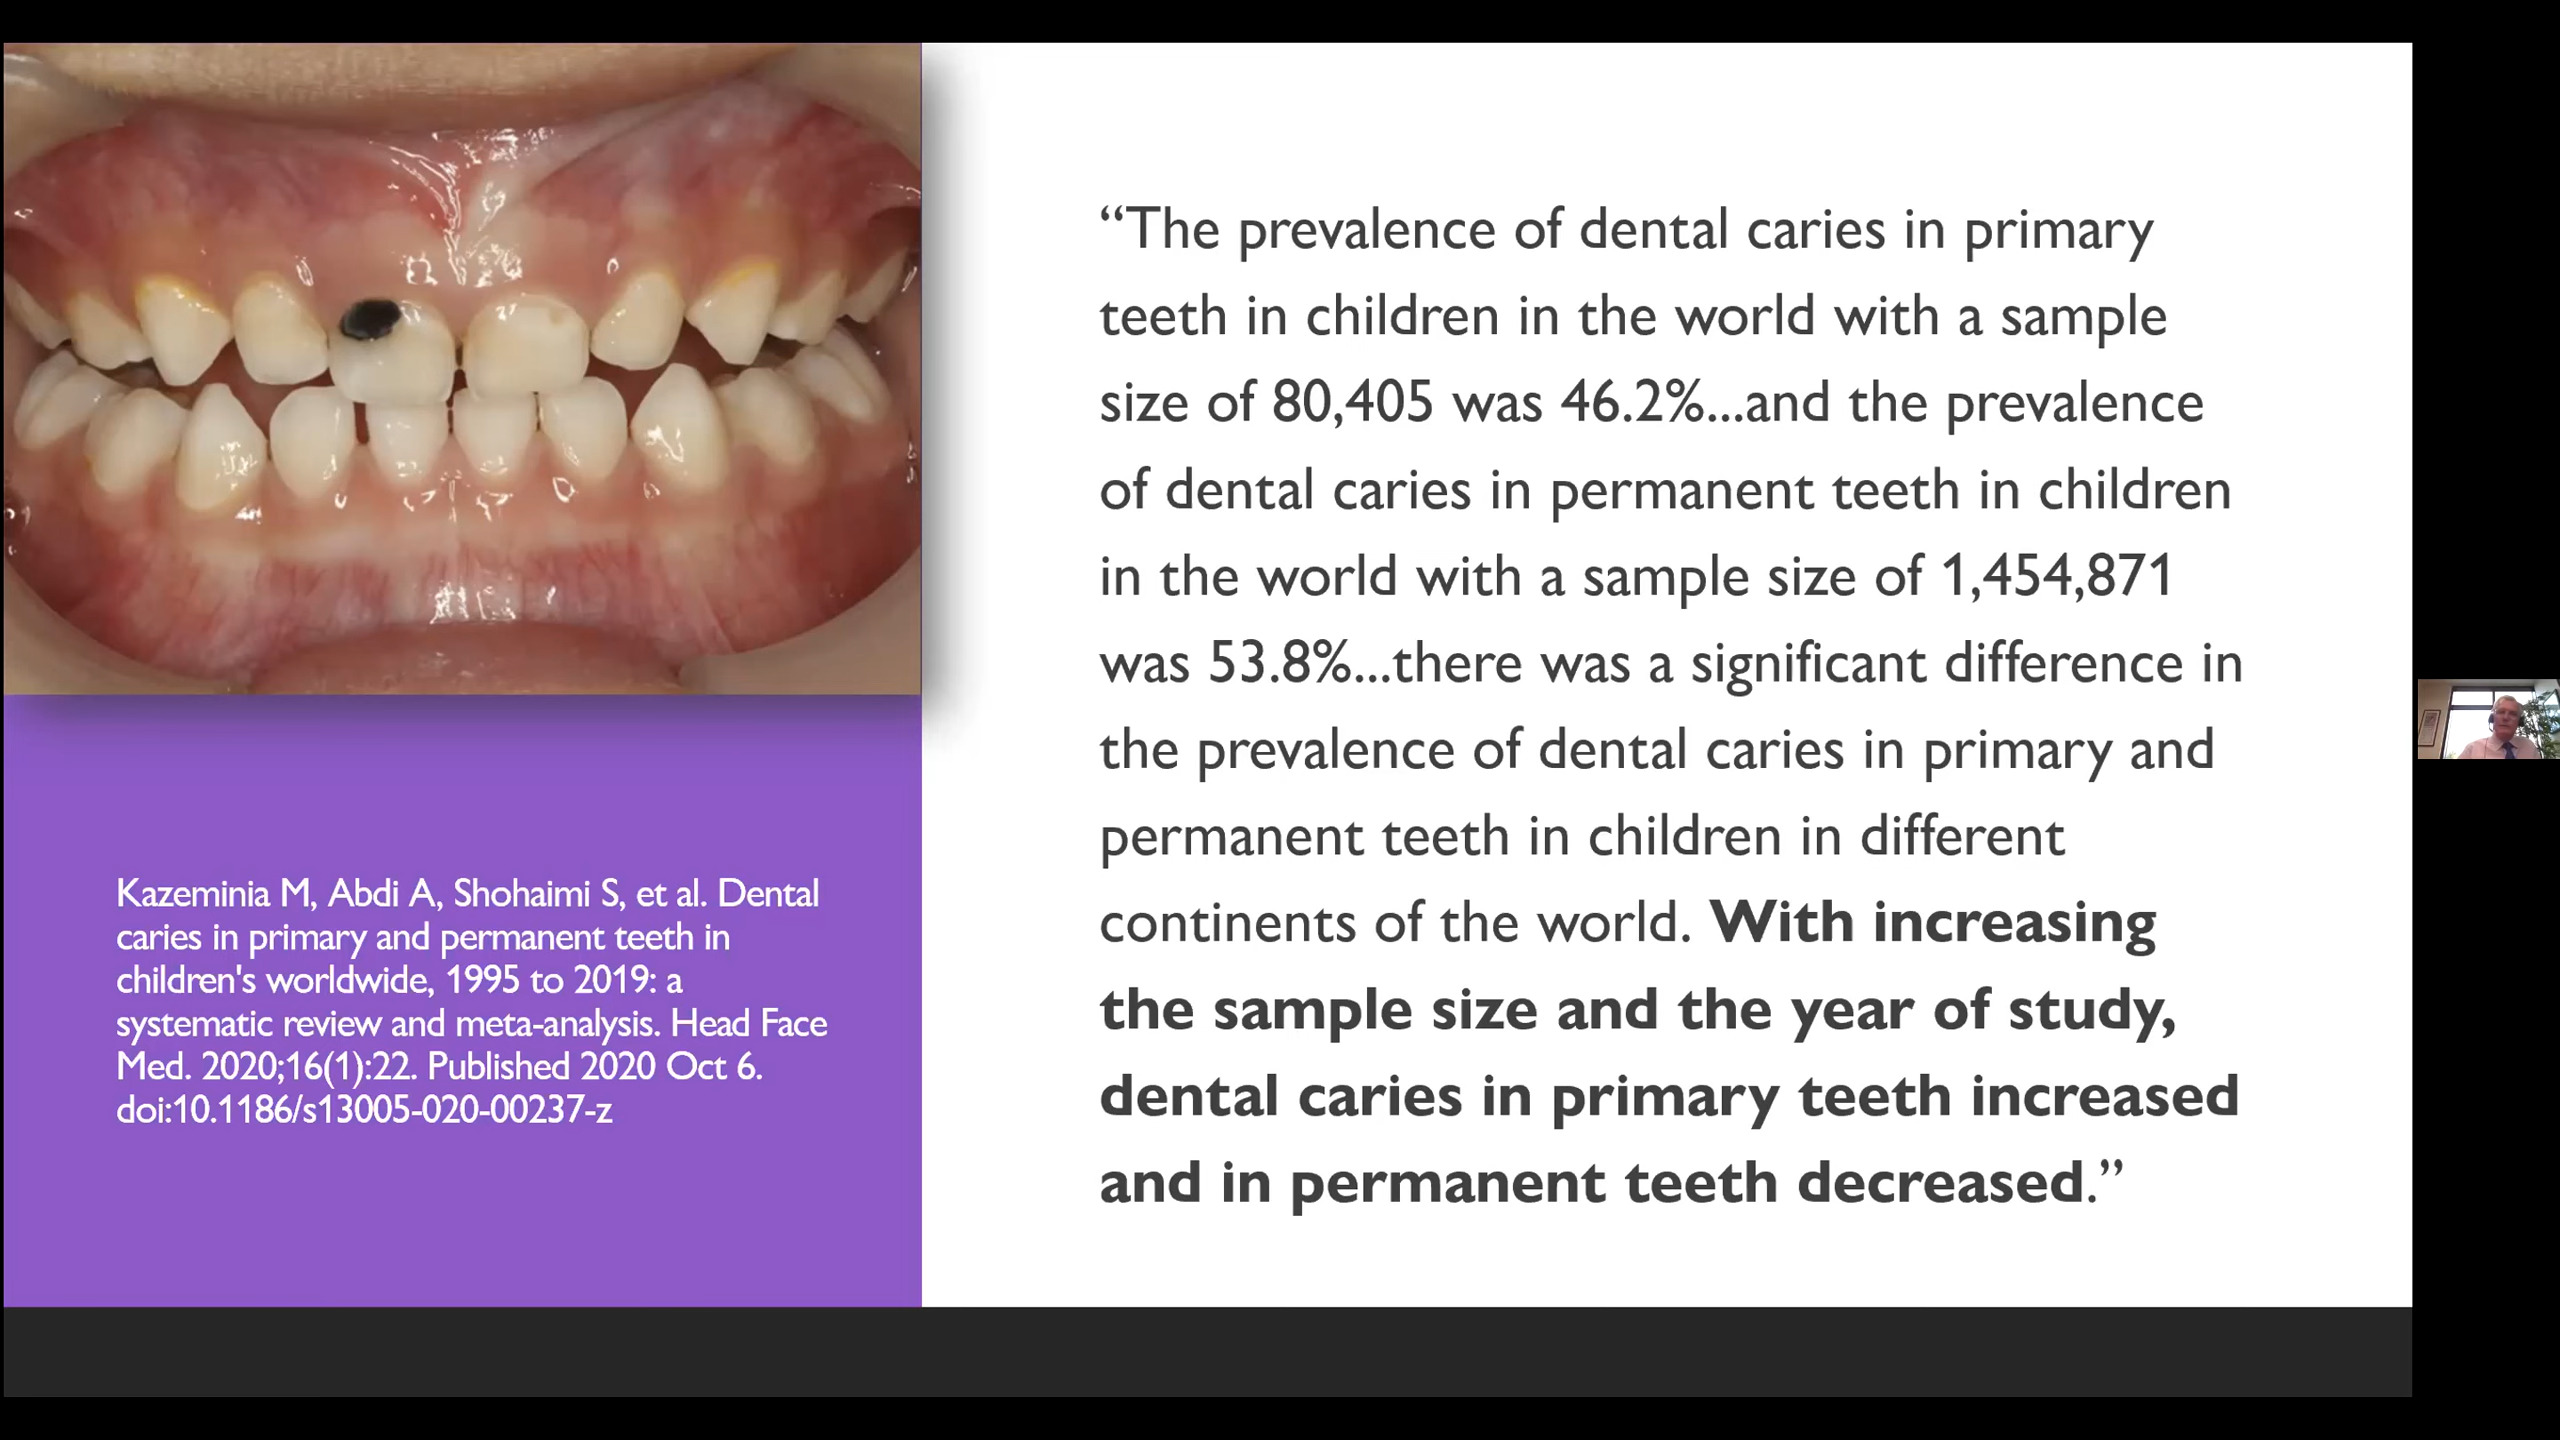 “The prevalence of dental caries in primary
teeth in children in the world with a sample
size of 80,405 was 46.2%...and the prevalence
of dental caries in permanent teeth in children
in the world with a sample size of 1,454,871
was 53.8%...there was a significant difference in
the prevalence of dental caries in primary and
permanent teeth in children in different
continents of the world. With increasing
the sample size and the year of study,
dental caries in primary teeth increased
and in permanent teeth decreased.”
Kazeminia M, Abdi A, Shohaimi S, et al. Dental
caries in primary and permanent teeth in
children's worldwide, 1995 to 2019: a
systematic review and meta-analysis. Head Face
Med. 2020;16(1):22. Published 2020 Oct 6.
doi:10.1186/s13005-020-00237-z